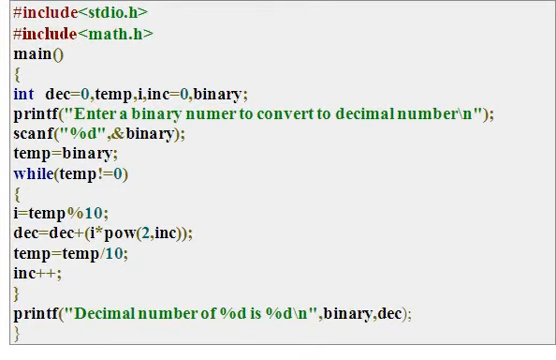 #include<stdio.h>
#include<math.h>
main()
{
int dec=0,temp,i,inc=0,binary;
printf("Enter a binary numer to convert to decimal number\n");
scanf("%d",&binary);
temp=binary;
while(temp!=0)
{
i=temp%10;
dec=dec+(i*pow(2,inc));
temp=temp/10;
inc++;
}
printf("Decimal number of %d is %d\n",binary,dec);
}